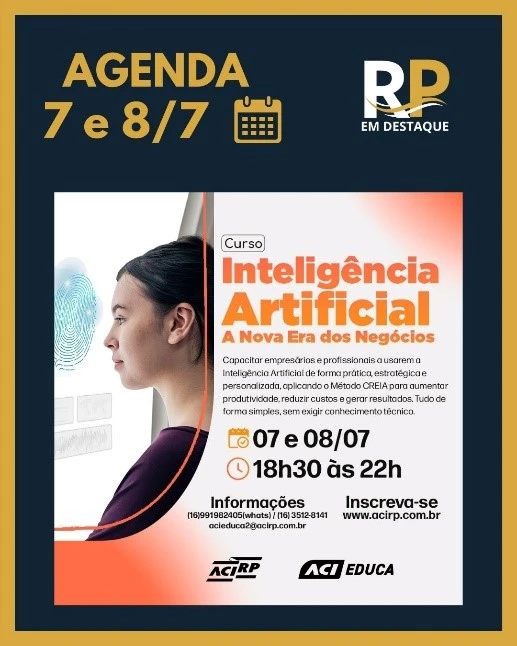 AGENDA
7 e 8/7
RP
EM DESTAQUE
Curso
Inteligência
Artificial
A Nova Era dos Negócios
Capacitar empresários e profissionais a usarem a
Inteligência Artificial de forma prática, estratégica e
personalizada, aplicando o Método CREIA para aumentar
produtividade, reduzir custos e gerar resultados. Tudo de
forma simples, sem exigir conhecimento técnico.
07 e 08/07
18h30 às 22h
Informações
(16)991982405(whats) / (16) 3512-8141
acieduca2@acirp.com.br
Inscreva-se
www.acirp.com.br
ACIRP
ACI EDUCA